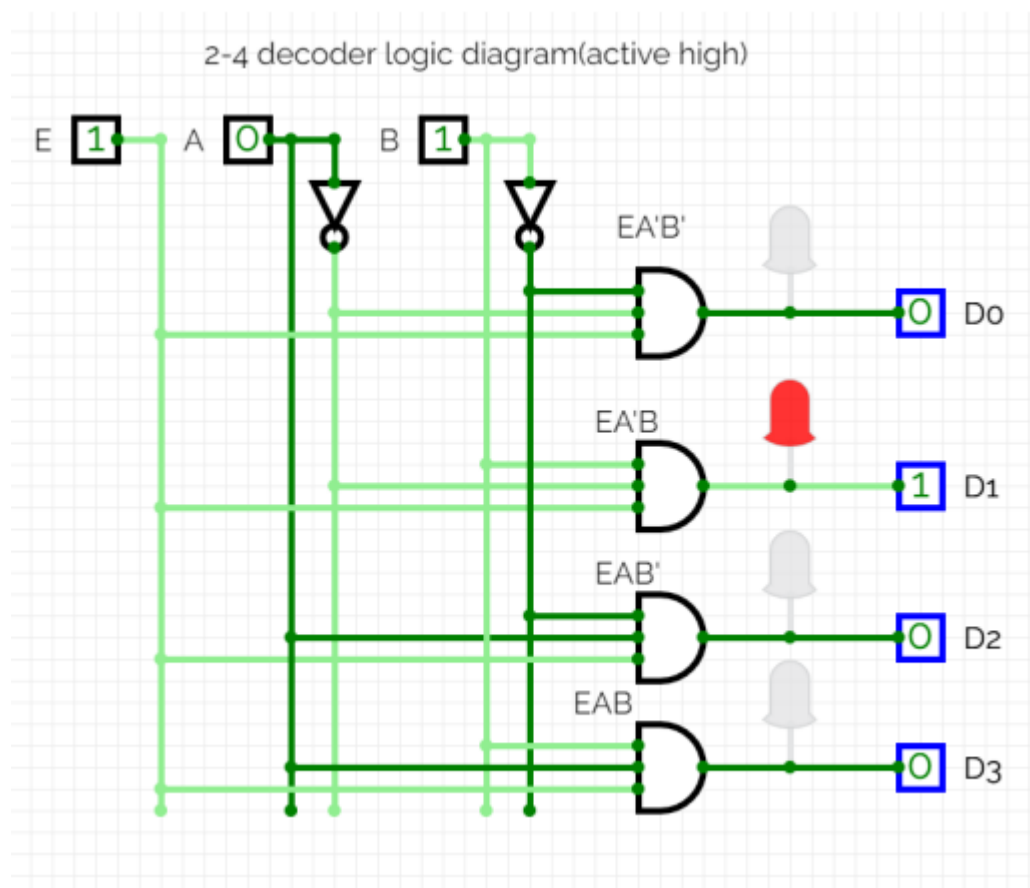 2-4 decoder logic diagram(active high)
E 1 A 0 B 1
EA'B'
0 D0
EA'B
1 D1
EAB'
0 D2
EAB
0 D3